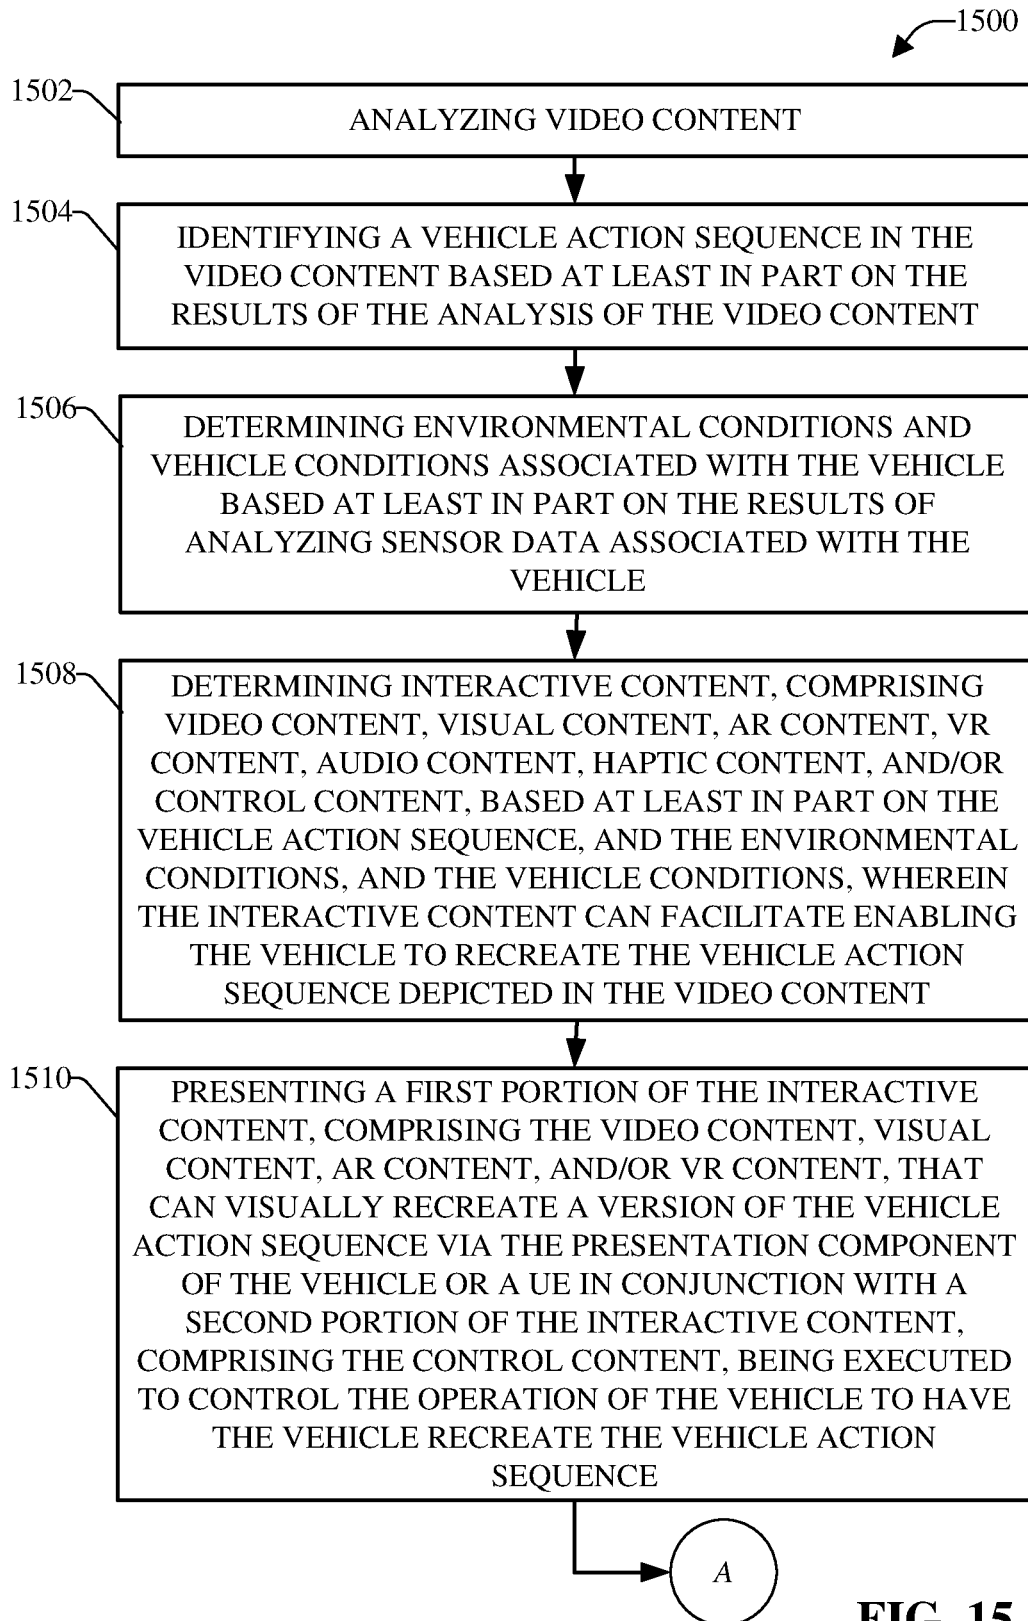 1500
1502
ANALYZING VIDEO CONTENT
1504
IDENTIFYING A VEHICLE ACTION SEQUENCE IN THE
VIDEO CONTENT BASED AT LEAST IN PART ON THE
RESULTS OF THE ANALYSIS OF THE VIDEO CONTENT
1506
DETERMINING ENVIRONMENTAL CONDITIONS AND
VEHICLE CONDITIONS ASSOCIATED WITH THE VEHICLE
BASED AT LEAST IN PART ON THE RESULTS OF
ANALYZING SENSOR DATA ASSOCIATED WITH THE
VEHICLE
1508
DETERMINING INTERACTIVE CONTENT, COMPRISING
VIDEO CONTENT, VISUAL CONTENT, AR CONTENT, VR
CONTENT, AUDIO CONTENT, HAPTIC CONTENT, AND/OR
CONTROL CONTENT, BASED AT LEAST IN PART ON THE
VEHICLE ACTION SEQUENCE, AND THE ENVIRONMENTAL
CONDITIONS, AND THE VEHICLE CONDITIONS, WHEREIN
THE INTERACTIVE CONTENT CAN FACILITATE ENABLING
THE VEHICLE TO RECREATE THE VEHICLE ACTION
SEQUENCE DEPICTED IN THE VIDEO CONTENT
1510
PRESENTING A FIRST PORTION OF THE INTERACTIVE
CONTENT, COMPRISING THE VIDEO CONTENT, VISUAL
CONTENT, AR CONTENT, AND/OR VR CONTENT, THAT
CAN VISUALLY RECREATE A VERSION OF THE VEHICLE
ACTION SEQUENCE VIA THE PRESENTATION COMPONENT
OF THE VEHICLE OR A UE IN CONJUNCTION WITH A
SECOND PORTION OF THE INTERACTIVE CONTENT,
COMPRISING THE CONTROL CONTENT, BEING EXECUTED
TO CONTROL THE OPERATION OF THE VEHICLE TO HAVE
THE VEHICLE RECREATE THE VEHICLE ACTION
SEQUENCE
A
FIG. 15